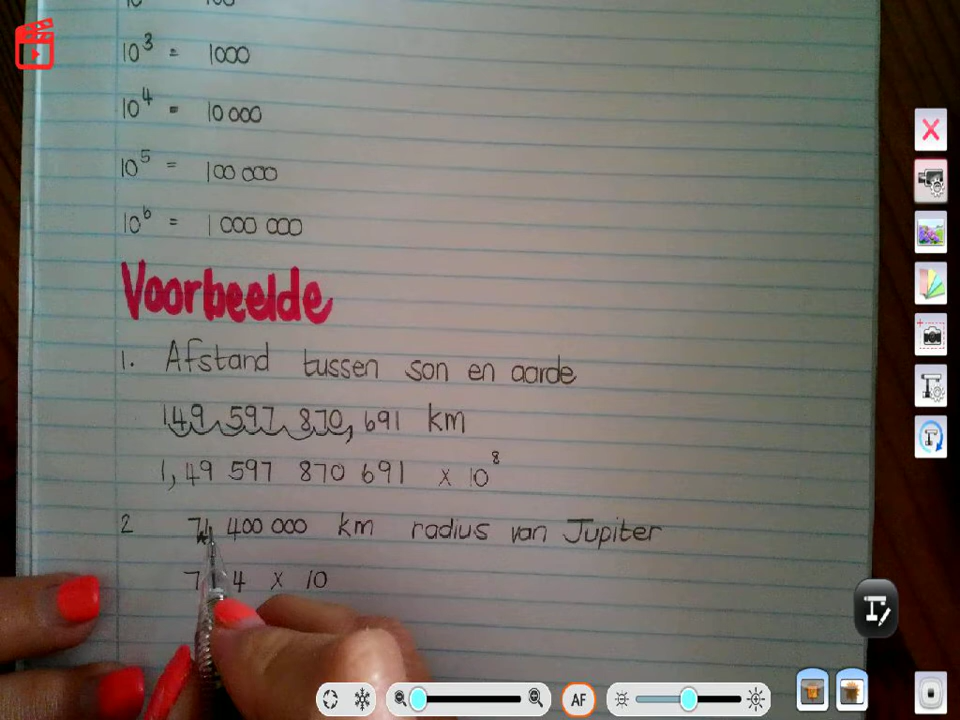 10³ = 1000
10⁴ = 10 000
10⁵ = 100 000
10⁶ = 1 000 000
Voorbeelde
1. Afstand tussen son en aarde
149 597 870, 691 km
1,49 597 870 691 x 10⁸
2 71 400 000 km radius van Jupiter
7 4 x 10
AF